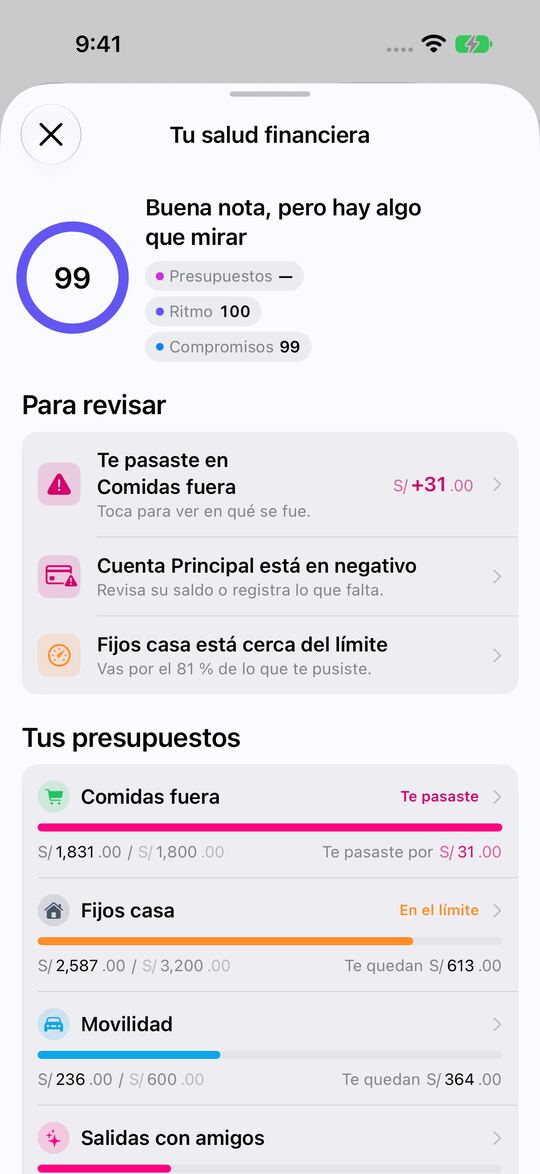 9:41
Tu salud financiera
Buena nota, pero hay algo
que mirar
99
Presupuestos —
Ritmo 100
Compromisos 99
Para revisar
Te pasaste en
Comidas fuera
S/ +31 .00
Toca para ver en qué se fue.
Cuenta Principal está en negativo
Revisa su saldo o registra lo que falta.
Fijos casa está cerca del límite
Vas por el 81 % de lo que te pusiste.
Tus presupuestos
Comidas fuera Te pasaste
S/ 1,831 .00 / S/ 1,800 .00 Te pasaste por S/ 31 .00
Fijos casa En el límite
S/ 2,587 .00 / S/ 3,200 .00 Te quedan S/ 613 .00
Movilidad
S/ 236 .00 / S/ 600 .00 Te quedan S/ 364 .00
Salidas con amigos